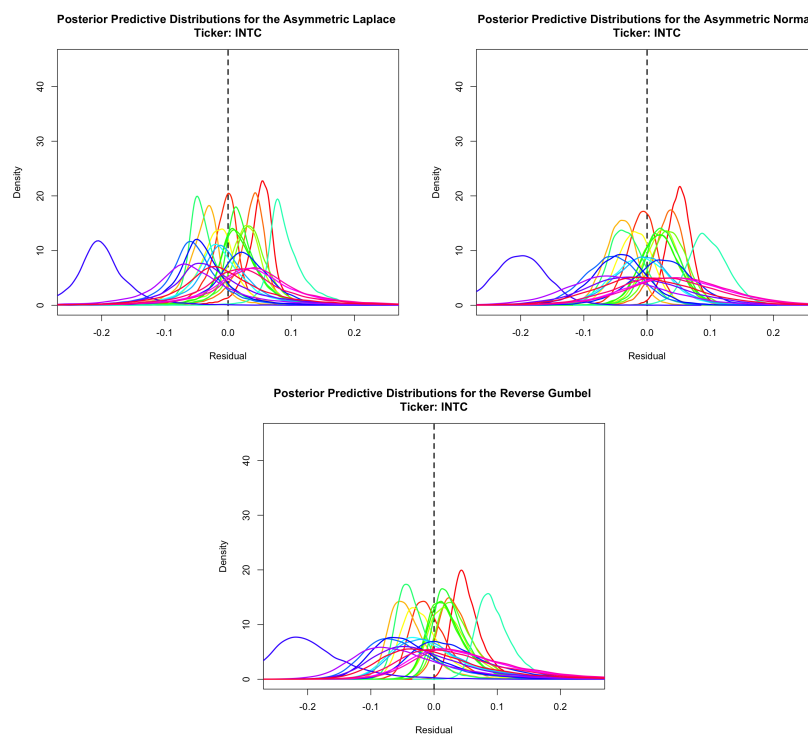 Posterior Predictive Distributions for the Asymmetric Laplace
Ticker: INTC
Density
40
30
20
10
0
-0.2 -0.1 0.0 0.1 0.2
Residual
Posterior Predictive Distributions for the Asymmetric Norma
Ticker: INTC
Density
40
30
20
10
0
-0.2 -0.1 0.0 0.1 0.2
Residual
Posterior Predictive Distributions for the Reverse Gumbel
Ticker: INTC
Density
40
30
20
10
0
-0.2 -0.1 0.0 0.1 0.2
Residual